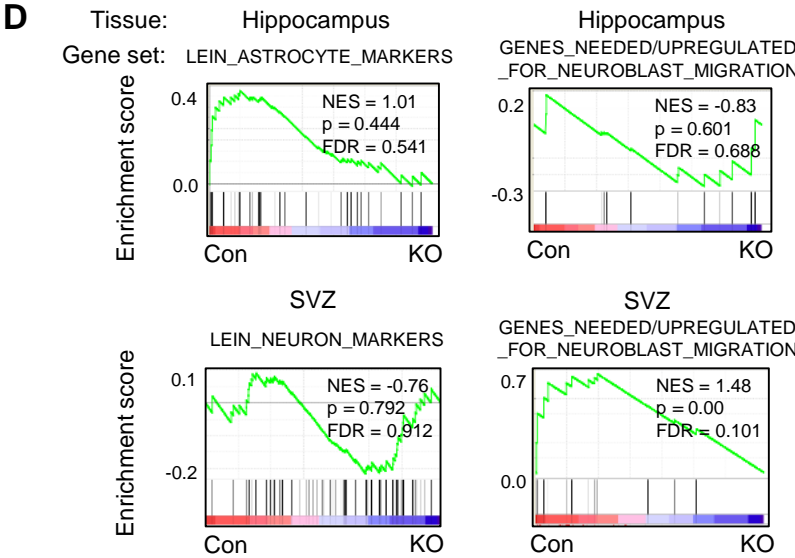 D
Tissue: Hippocampus Hippocampus
Gene set: LEIN_ASTROCYTE_MARKERS GENES_NEEDED/UPREGULATED
_FOR_NEUROBLAST_MIGRATION
Enrichment score
0.4
0.0
NES = 1.01
p = 0.444
FDR = 0.541
Con KO
0.2
-0.3
NES = -0.83
p = 0.601
FDR = 0.688
Con KO
SVZ
LEIN_NEURON_MARKERS
Enrichment score
0.1
-0.2
NES = -0.76
p = 0.792
FDR = 0.912
Con KO
SVZ
GENES_NEEDED/UPREGULATED
_FOR_NEUROBLAST_MIGRATION
0.7
0.0
NES = 1.48
p = 0.00
FDR = 0.101
Con KO